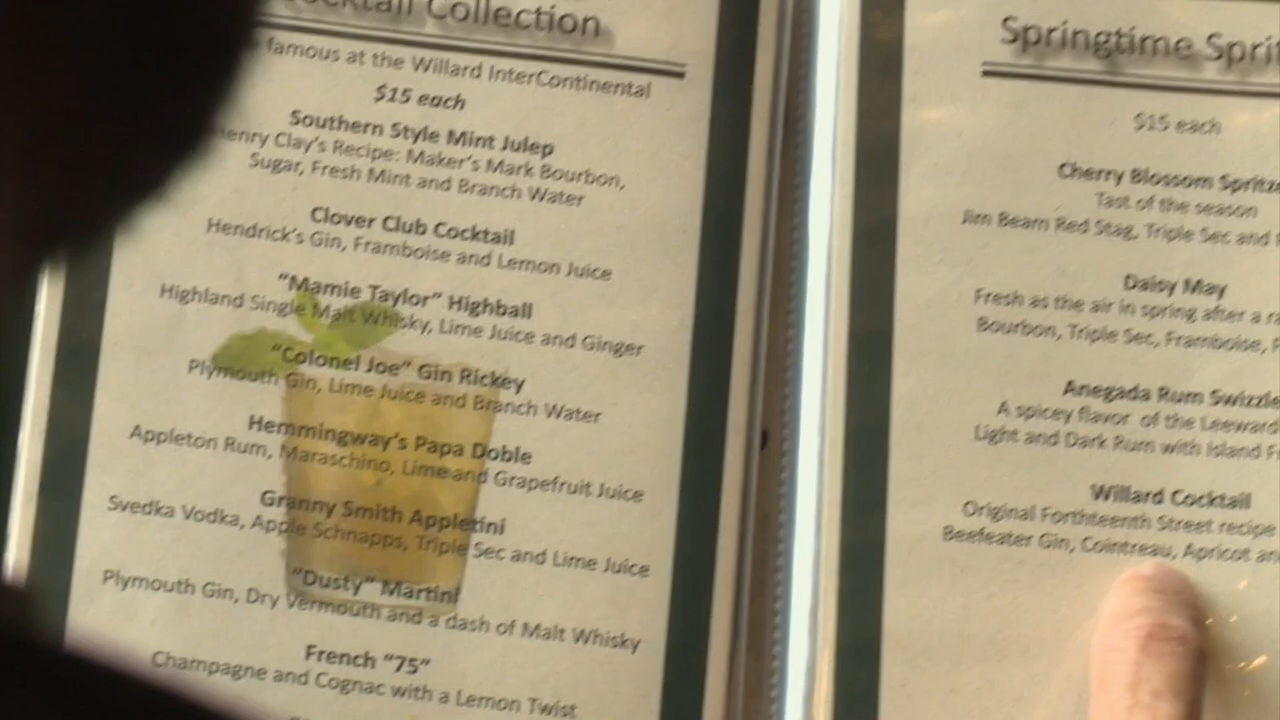 Cocktail Collection
famous at the Willard InterContinental
$15 each
Southern Style Mint Julep
Henry Clay's Recipe: Maker's Mark Bourbon,
Sugar, Fresh Mint and Branch Water
Clover Club Cocktail
Hendrick's Gin, Framboise and Lemon Juice
"Mamie Taylor" Highball
Highland Single Malt Whisky, Lime Juice and Ginger
"Colonel Joe" Gin Rickey
Plymouth Gin, Lime Juice and Branch Water
Hemmingway's Papa Doble
Appleton Rum, Maraschino, Lime and Grapefruit Juice
Granny Smith Appletini
Svedka Vodka, Apple Schnapps, Triple Sec and Lime Juice
"Dusty" Martini
Plymouth Gin, Dry Vermouth and a dash of Malt Whisky
French "75"
Champagne and Cognac with a Lemon Twist
Springtime
$15 each
Cherry Blossom
Tast of the season
Jim Beam Red Stag, Triple Sec and
Daisy May
Fresh as the air in spring after a
Bourbon, Triple Sec, Framboise,
Anegada Rum Swizzle
A spicey flavor of the Leeward
Light and Dark Rum with Island
Willard Cocktail
Original Forthteenth Street recipe
Beefeater Gin, Cointreau, Apricot